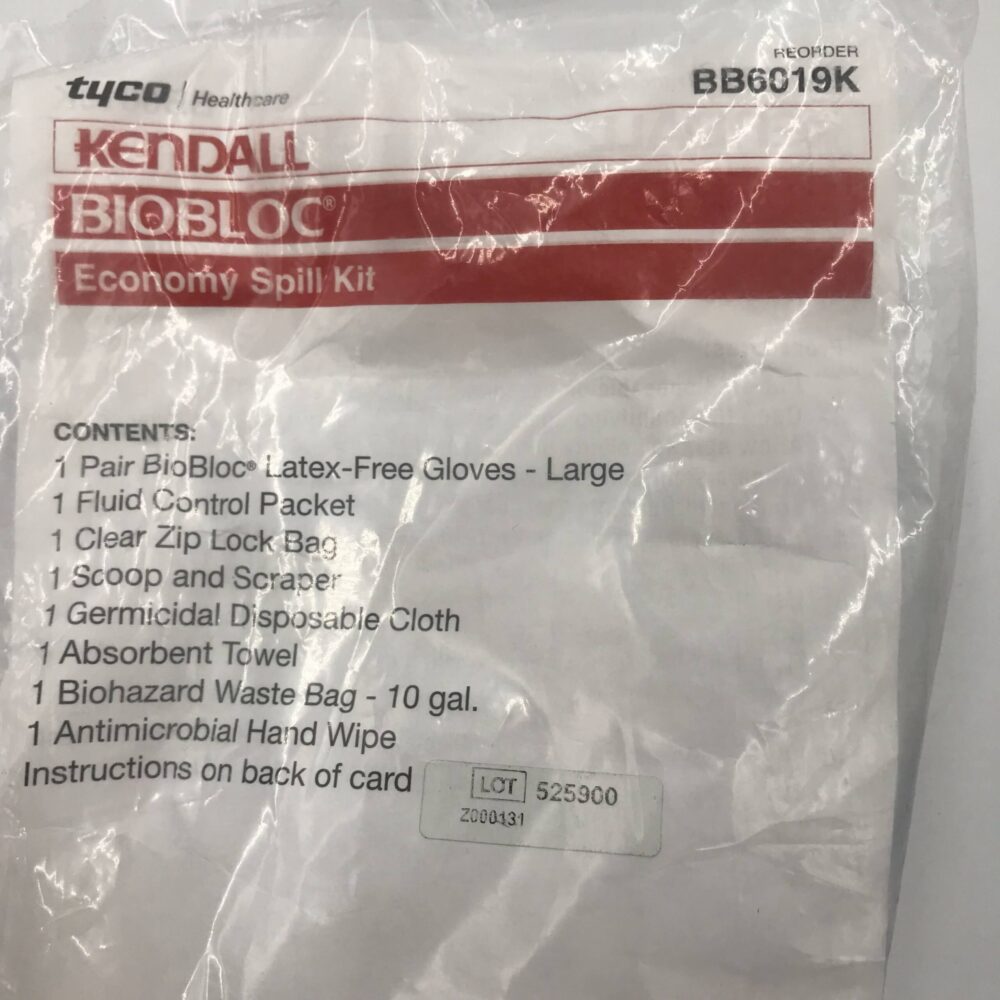 tyco | Healthcare
REORDER
BB6019K
KENDALL
BIOBLOC®
Economy Spill Kit
CONTENTS:
1 Pair BioBloc® Latex-Free Gloves - Large
1 Fluid Control Packet
1 Clear Zip Lock Bag
1 Scoop and Scraper
1 Germicidal Disposable Cloth
1 Absorbent Towel
1 Biohazard Waste Bag - 10 gal.
1 Antimicrobial Hand Wipe
Instructions on back of card
LOT 525900
Z000131